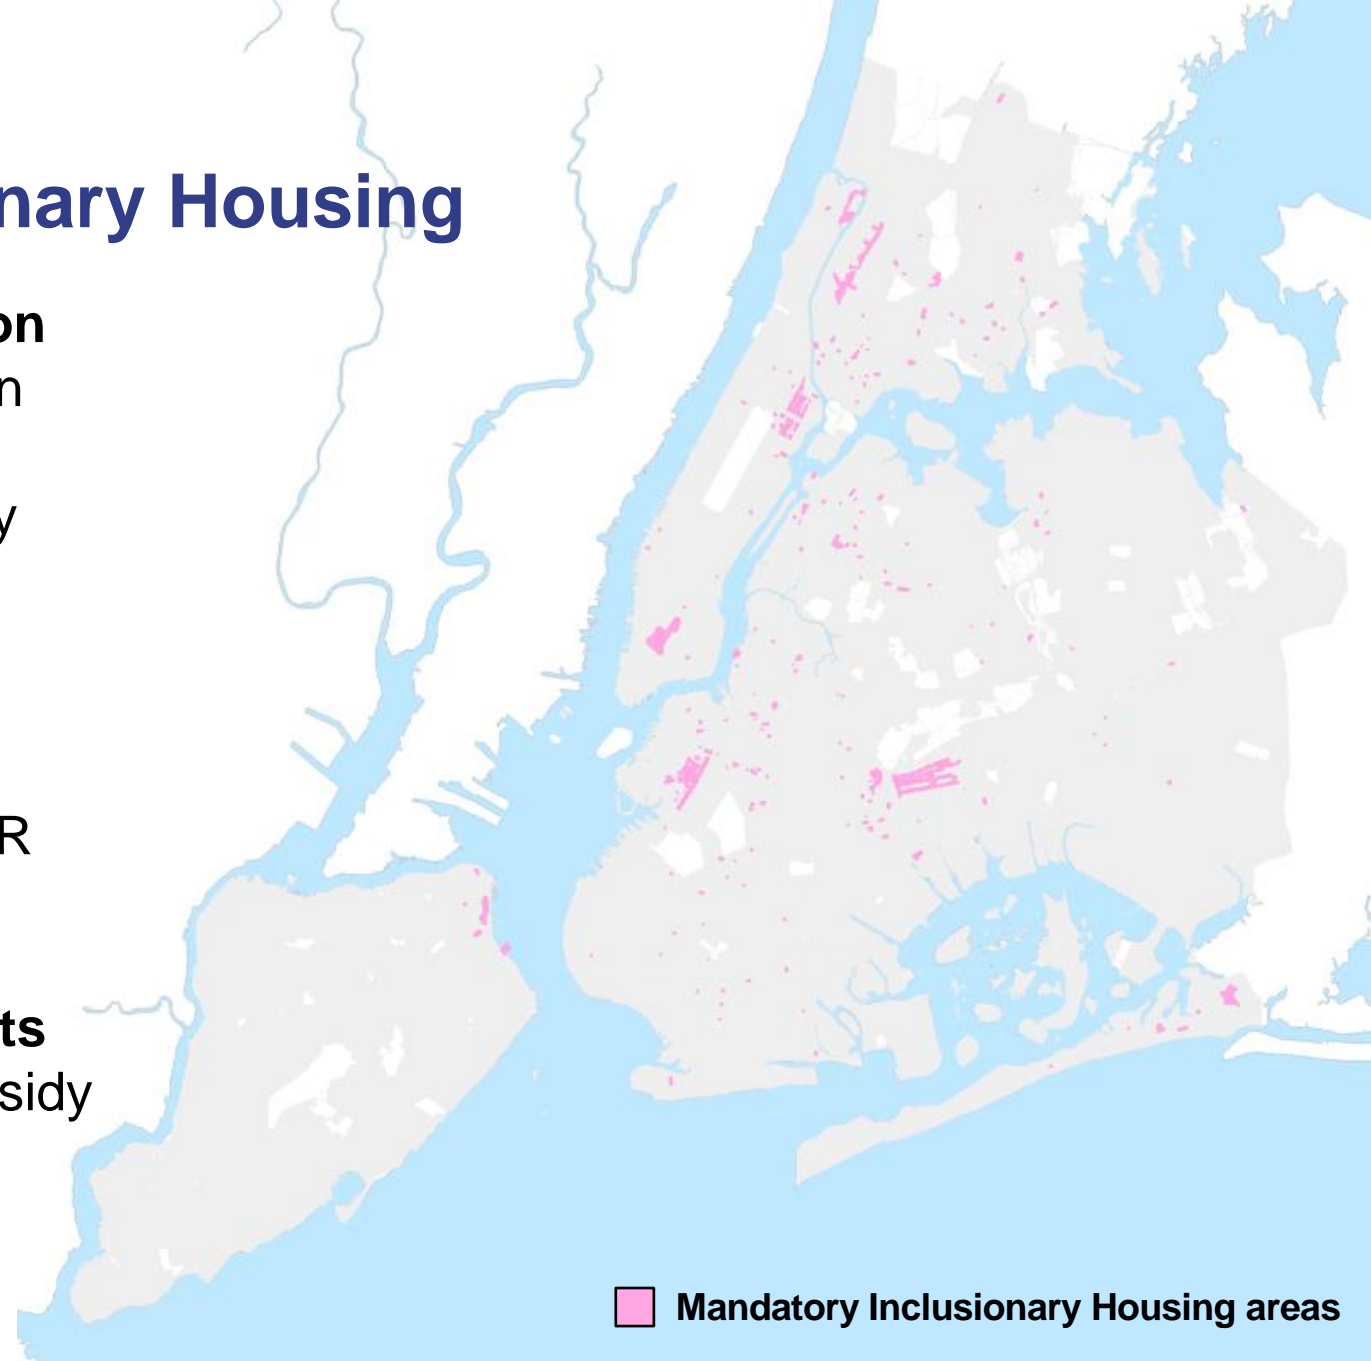 nary Housing
on
n
y
R
ts
sidy
Mandatory Inclusionary Housing areas